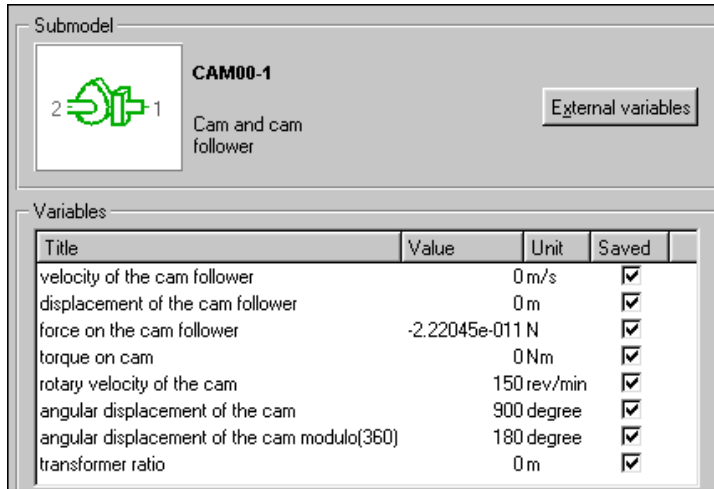 Submodel
CAM00-1
2 1
Cam and cam
follower
External variables
Variables
Title Value Unit Saved
velocity of the cam follower 0 m/s
displacement of the cam follower 0 m
force on the cam follower -2.22045e-011 N
torque on cam 0 Nm
rotary velocity of the cam 150 rev/min
angular displacement of the cam 900 degree
angular displacement of the cam modulo(360) 180 degree
transformer ratio 0 m